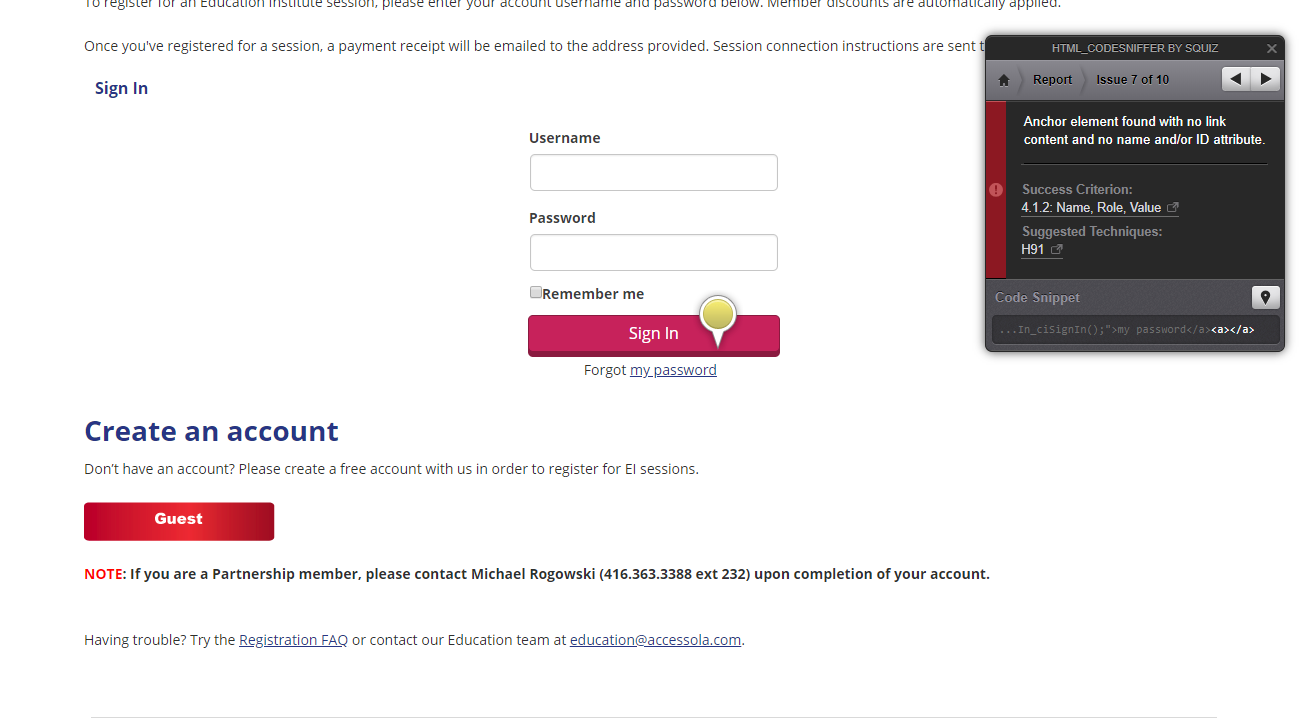 To register for an Education Institute session, please enter your account username and password below. Member discounts are automatically applied.
Once you've registered for a session, a payment receipt will be emailed to the address provided. Session connection instructions are sent
Sign In
Username
Password
Remember me
Sign In
Forgot my password
Create an account
Don't have an account? Please create a free account with us in order to register for EI sessions.
Guest
NOTE: If you are a Partnership member, please contact Michael Rogowski (416.363.3388 ext 232) upon completion of your account.
Having trouble? Try the Registration FAQ or contact our Education team at education@accessola.com.
HTML_CODESNIFFER BY SQUIZ
Report
Issue 7 of 10
Anchor element found with no link
content and no name and/or ID attribute.
Success Criterion:
4.1.2: Name, Role, Value
Suggested Techniques:
H91
Code Snippet
...In_ciSignIn();">my password</a><a></a>